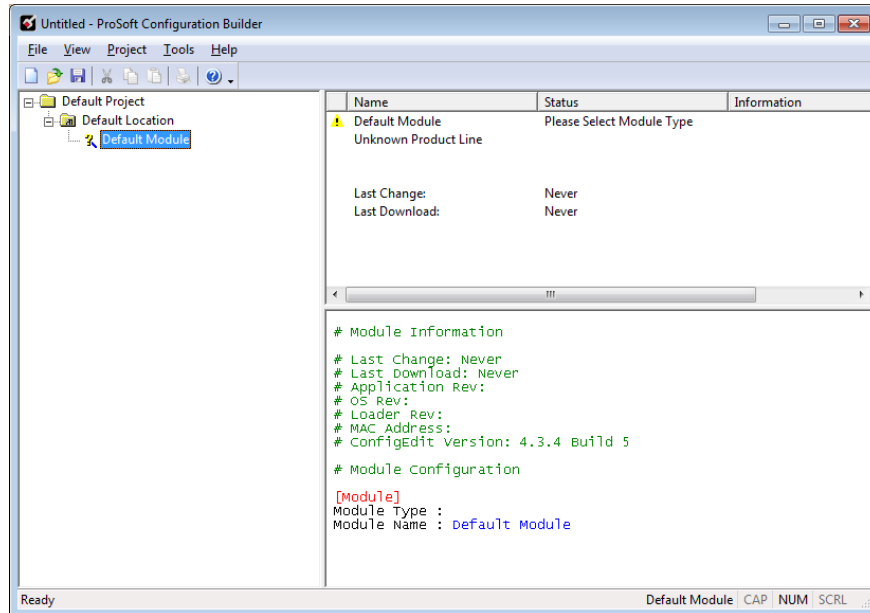 Untitled - ProSoft Configuration Builder
File View Project Tools Help
Default Project
Default Location
Default Module
Name Status Information
Default Module Please Select Module Type
Unknown Product Line
Last Change: Never
Last Download: Never
# Module Information
# Last Change: Never
# Last Download: Never
# Application Rev:
# OS Rev:
# Loader Rev:
# MAC Address:
# ConfigEdit Version: 4.3.4 Build 5
# Module Configuration
[Module]
Module Type :
Module Name : Default Module
Ready Default Module CAP NUM SCRL